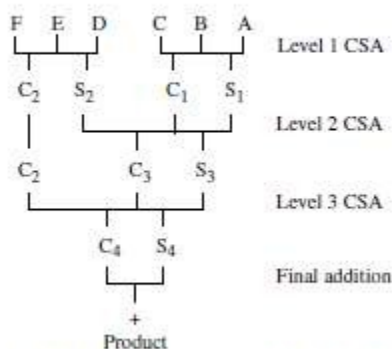 F E D C B A
Level 1 CSA
C₂ S₂ C₁ S₁
Level 2 CSA
C₂ C₃ S₃
Level 3 CSA
C₄ S₄
Final addition
+
Product